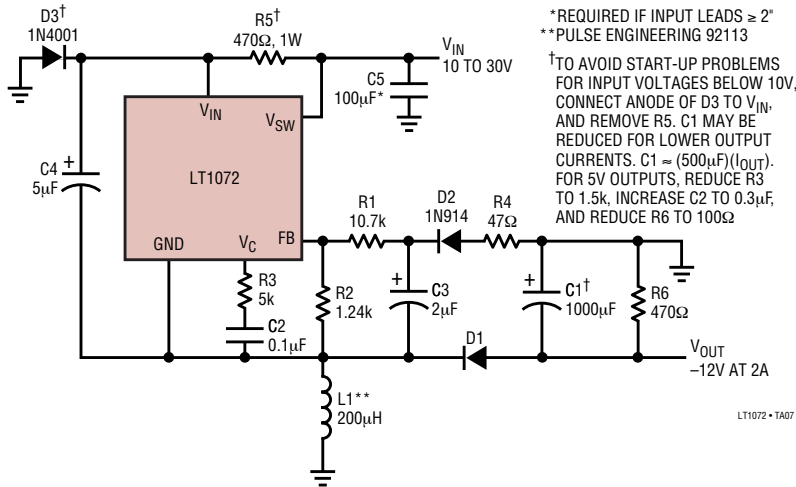 D3†
1N4001
R5†
470Ω, 1W
VIN
10 TO 30V
C5
100µF*
VIN
VSW
C4
5µF
+
LT1072
GND
VC
FB
R1
10.7k
D2
1N914
R4
47Ω
R3
5k
C2
0.1µF
R2
1.24k
+
C3
2µF
+
C1†
1000µF
R6
470Ω
D1
VOUT
–12V AT 2A
L1**
200µH
*REQUIRED IF INPUT LEADS ≥ 2"
**PULSE ENGINEERING 92113
†TO AVOID START-UP PROBLEMS
FOR INPUT VOLTAGES BELOW 10V,
CONNECT ANODE OF D3 TO VIN,
AND REMOVE R5. C1 MAY BE
REDUCED FOR LOWER OUTPUT
CURRENTS. C1 ≈ (500µF)(IOUT).
FOR 5V OUTPUTS, REDUCE R3
TO 1.5k, INCREASE C2 TO 0.3µF,
AND REDUCE R6 TO 100Ω
LT1072 • TA07